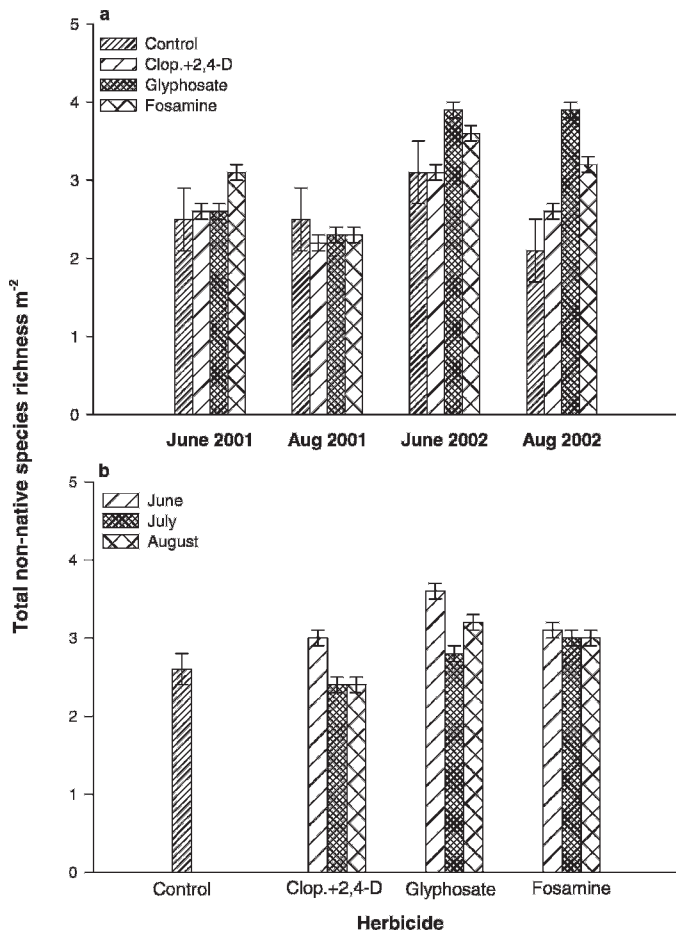 a
Control
Clop.+2,4-D
Glyphosate
Fosamine
5
4
3
2
1
0
June 2001 Aug 2001 June 2002 Aug 2002
Total non-native species richness m⁻²
b
June
July
August
5
4
3
2
1
0
Control Clop.+2,4-D Glyphosate Fosamine
Herbicide